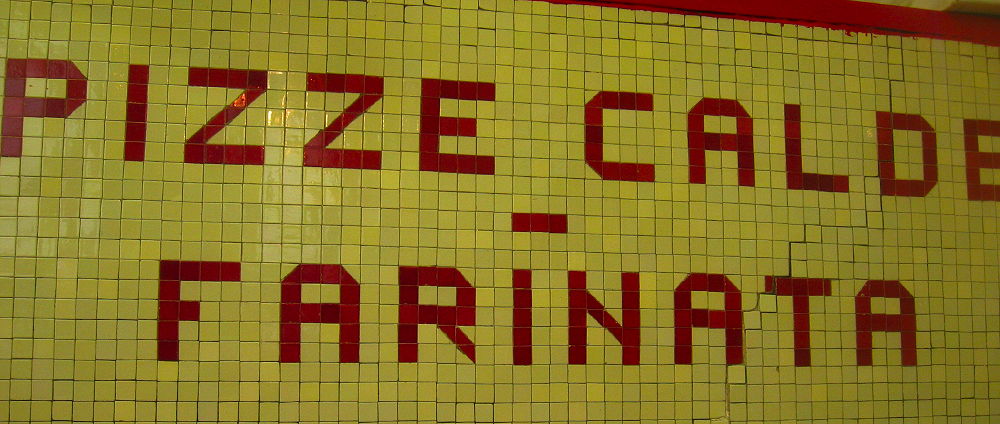 PIZZE CALDE
-
FARINATA